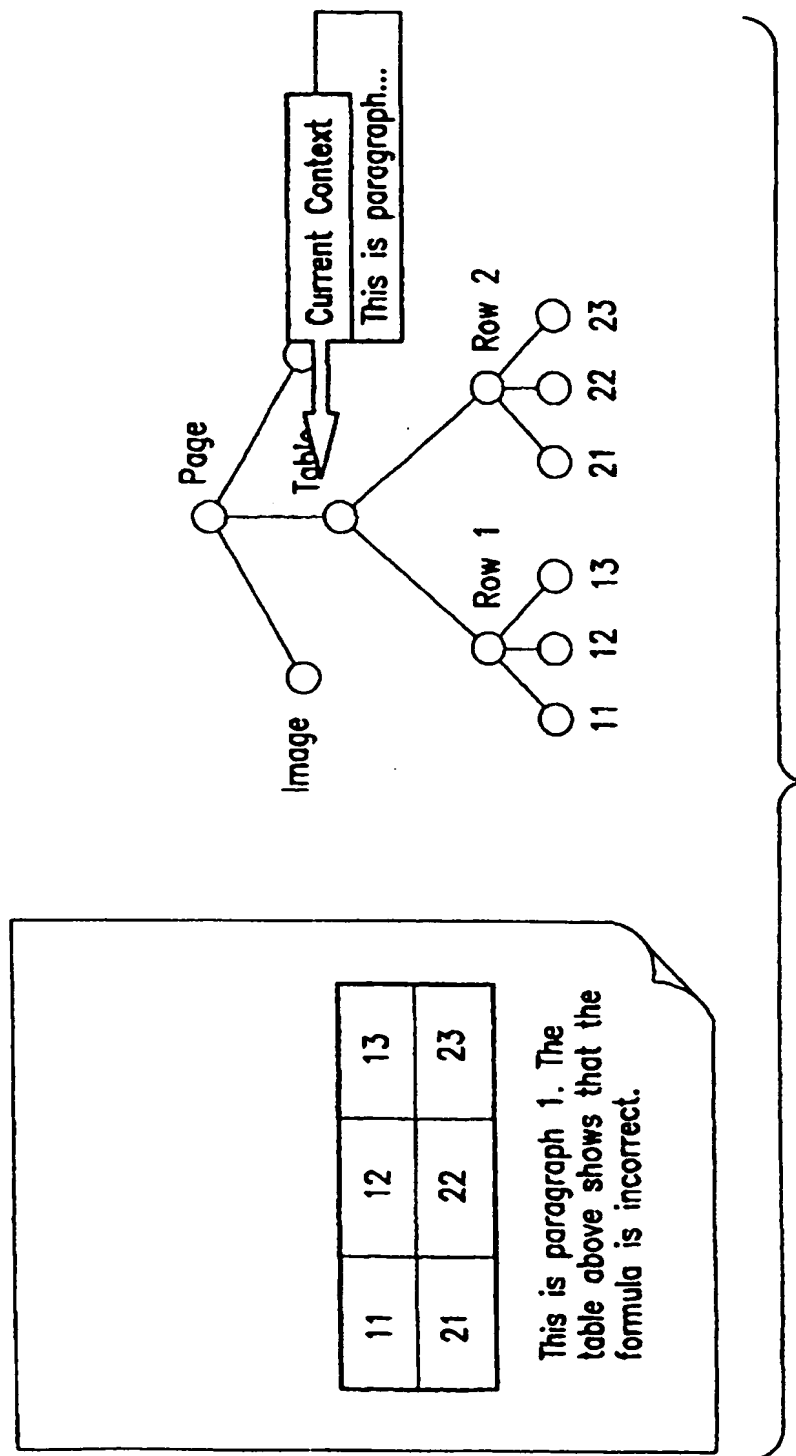 11 12 13
21 22 23
This is paragraph 1. The
table above shows that the
formula is incorrect.
Page
Image
Table
Current Context
This is paragraph...
Row 1
Row 2
11 12 13 21 22 23